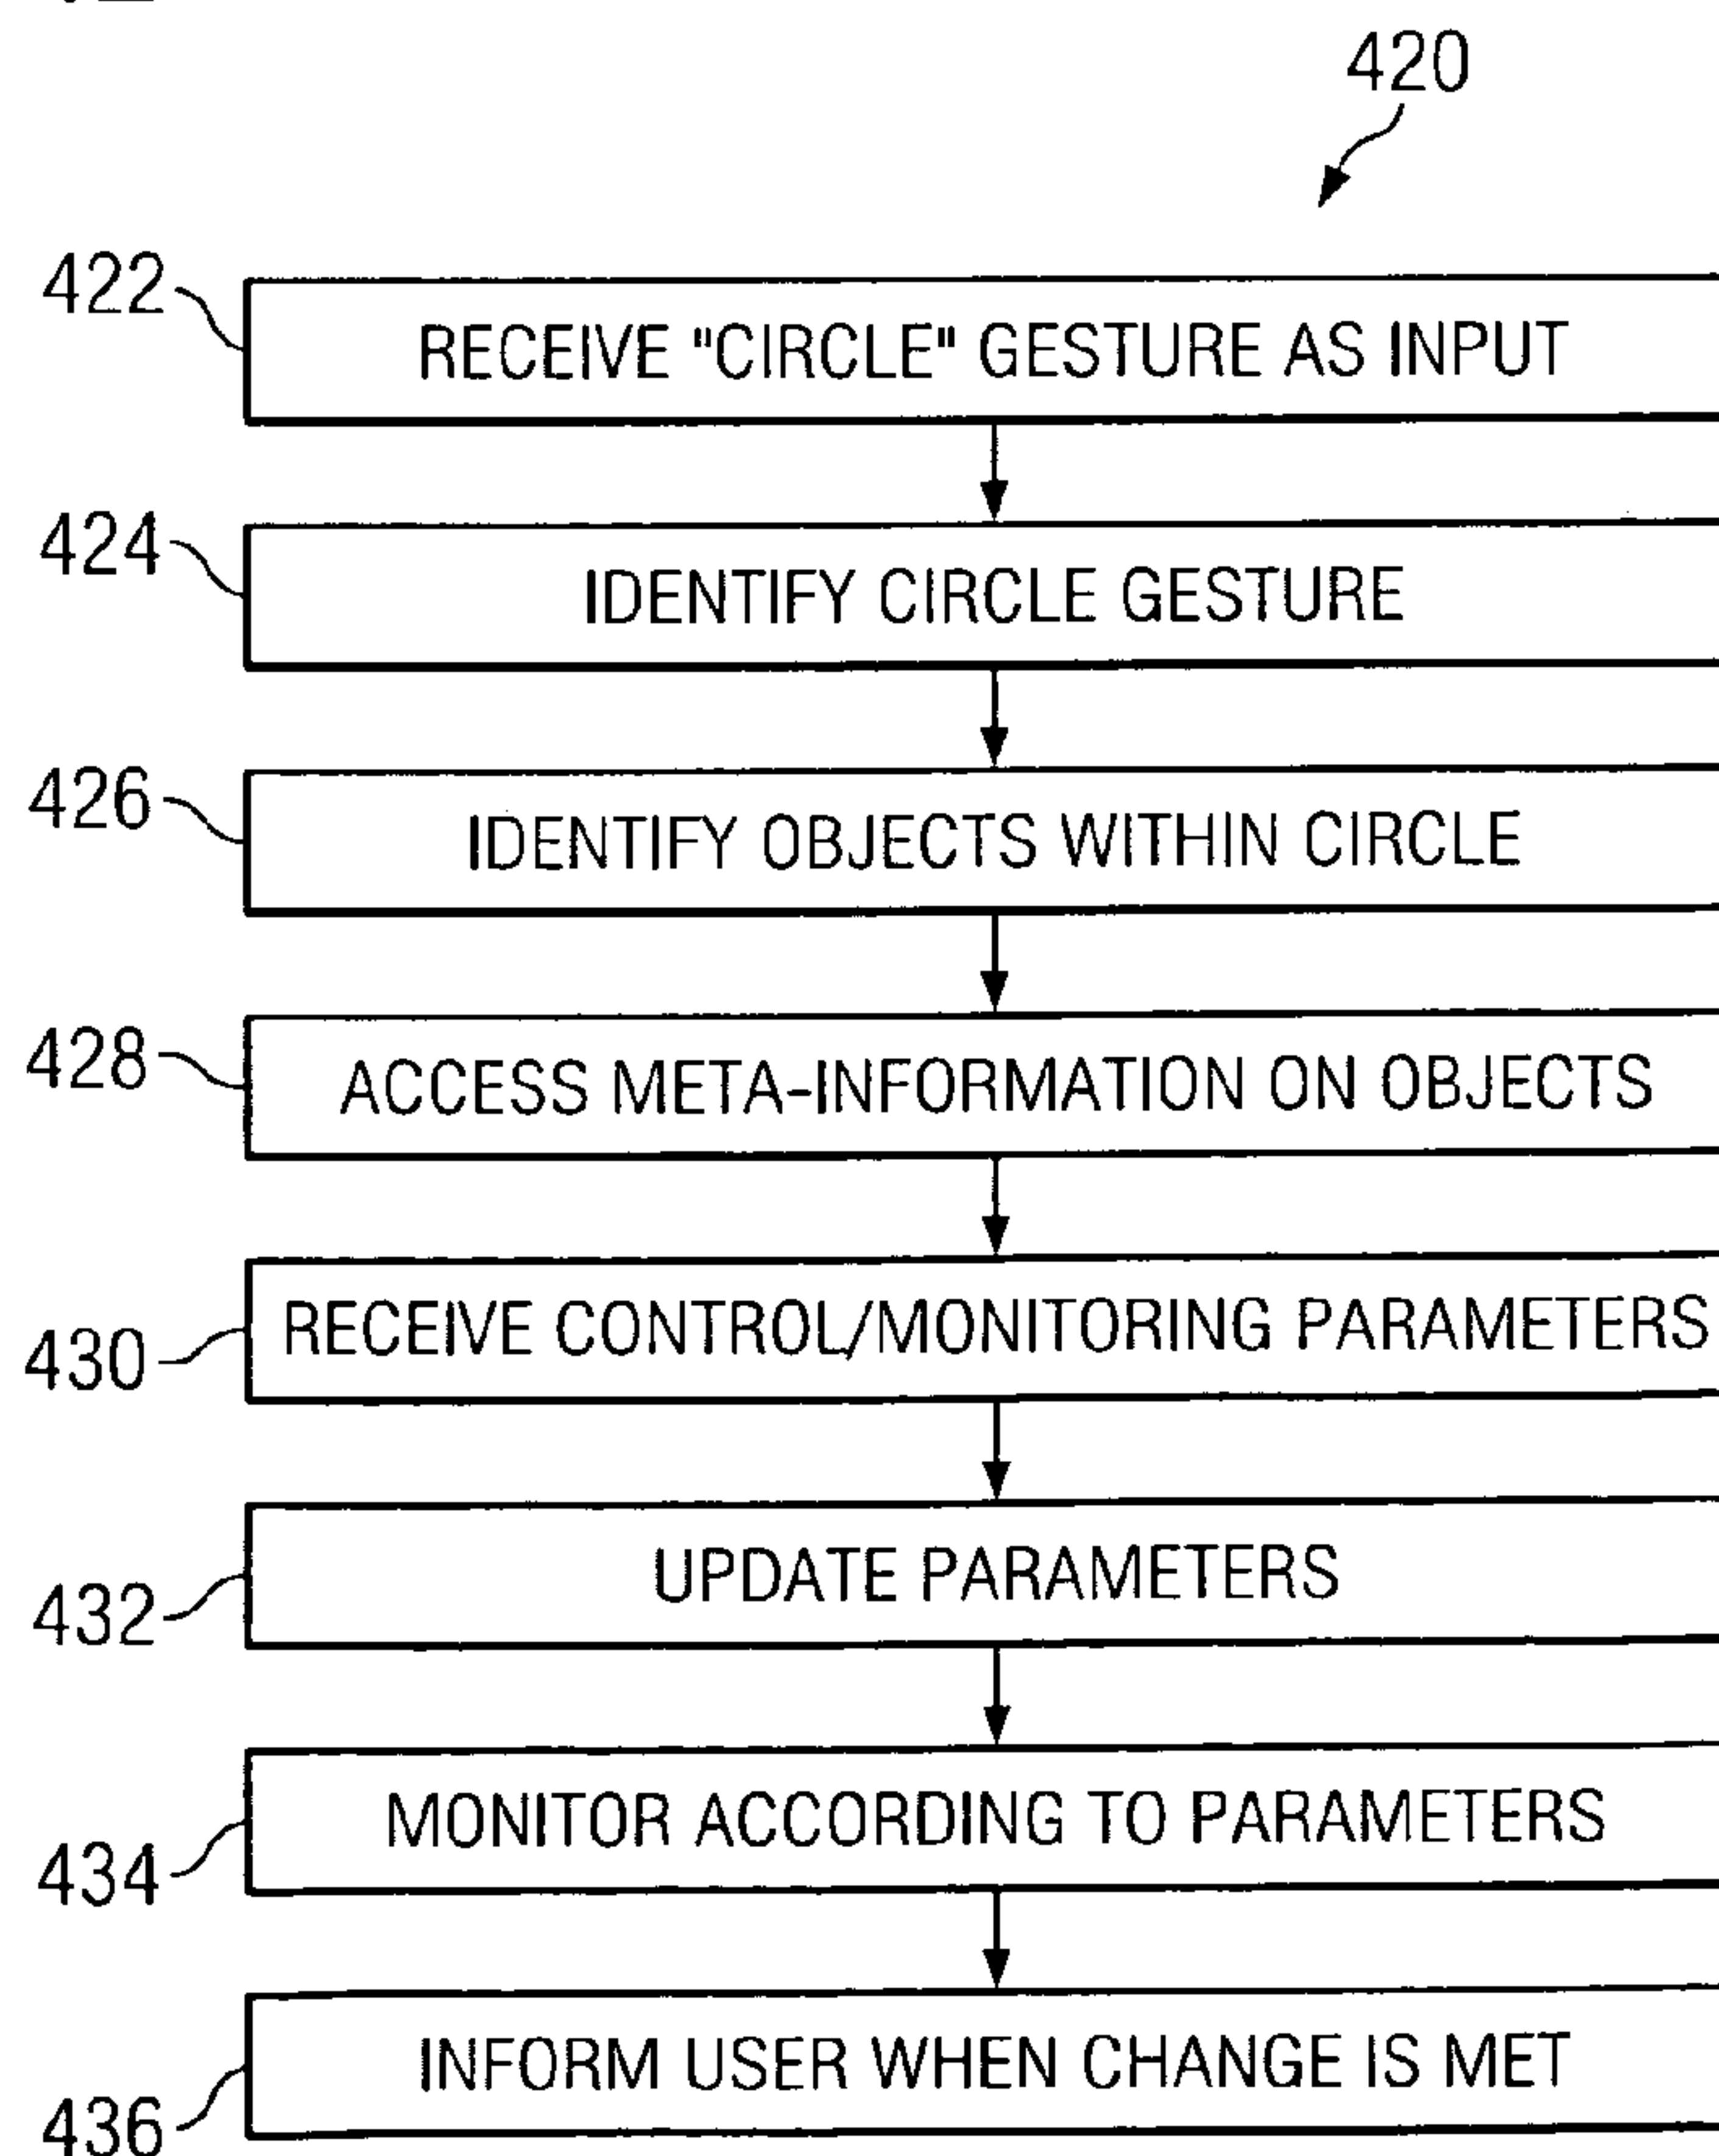 420
422
RECEIVE "CIRCLE" GESTURE AS INPUT
424
IDENTIFY CIRCLE GESTURE
426
IDENTIFY OBJECTS WITHIN CIRCLE
428
ACCESS META-INFORMATION ON OBJECTS
430
RECEIVE CONTROL/MONITORING PARAMETERS
432
UPDATE PARAMETERS
434
MONITOR ACCORDING TO PARAMETERS
436
INFORM USER WHEN CHANGE IS MET